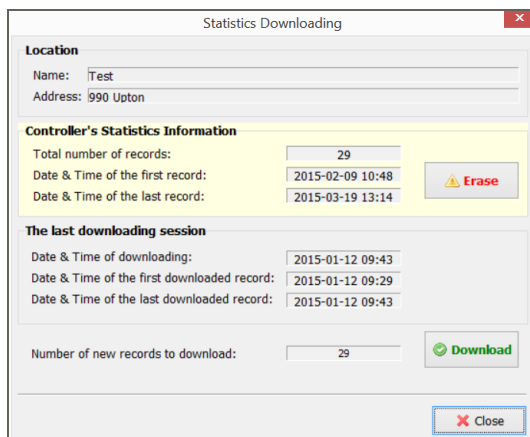 Statistics Downloading
Location
Name: Test
Address: 990 Upton
Controller's Statistics Information
Total number of records: 29
Date & Time of the first record: 2015-02-09 10:48
Date & Time of the last record: 2015-03-19 13:14
Erase
The last downloading session
Date & Time of downloading: 2015-01-12 09:43
Date & Time of the first downloaded record: 2015-01-12 09:29
Date & Time of the last downloaded record: 2015-01-12 09:43
Number of new records to download: 29
Download
Close